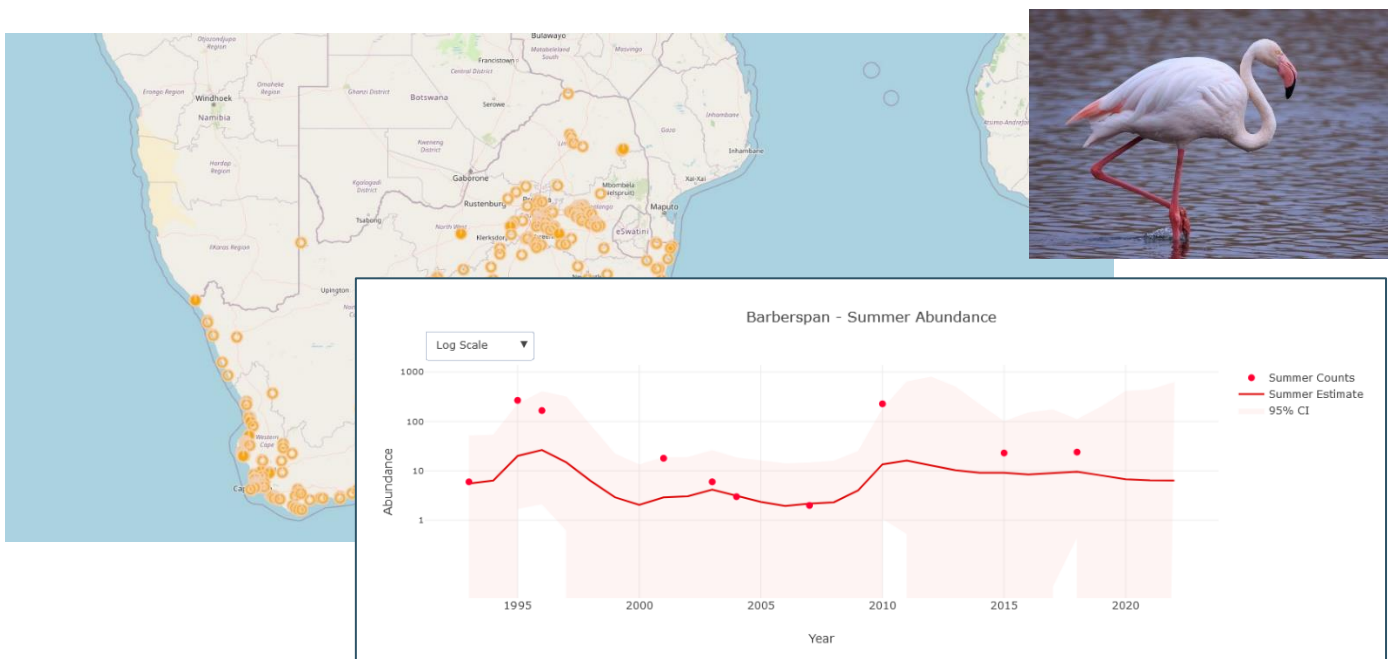 Otjozondjupa
Region
Bulawayo
Matabeleland
South
Masvingo
Francistown
Central District
Omaheke
Ghanzi District
Botswana
Serowe
Erongo Region
Windhoek
Namibia
Gaza
Inhambane
Kweneng
District
Hardap
Region
Inhambane
Gaborone
Kgalagadi
District
Mbombela
Xai-Xai
Rustenburg
Maputo
Tsabong
North West
Klerksdorp
eSwatini
ǁKaras Region
Upington
Western
Cape
Barberspan - Summer Abundance
Log Scale ▼
1000
100
10
1
Abundance
Summer Counts
Summer Estimate
95% CI
1995 2000 2005 2010 2015 2020
Year